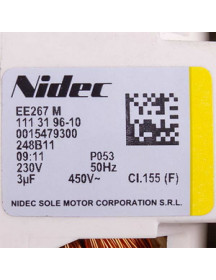 Nidec
EE267 M
111 31 96-10
0015479300
248B11
09:11 P053
230V 50Hz
3µF 450V~ Cl.155 (F)
NIDEC SOLE MOTOR CORPORATION S.R.L.